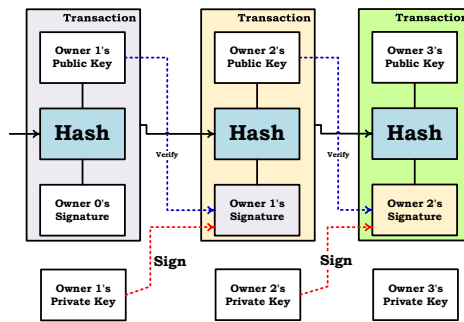 Transaction
Transaction
Transaction
Owner 1's
Public Key
Owner 2's
Public Key
Owner 3's
Public Key
Hash
Hash
Hash
Verify
Verify
Owner 0's
Signature
Owner 1's
Signature
Owner 2's
Signature
Sign
Sign
Owner 1's
Private Key
Owner 2's
Private Key
Owner 3's
Private Key